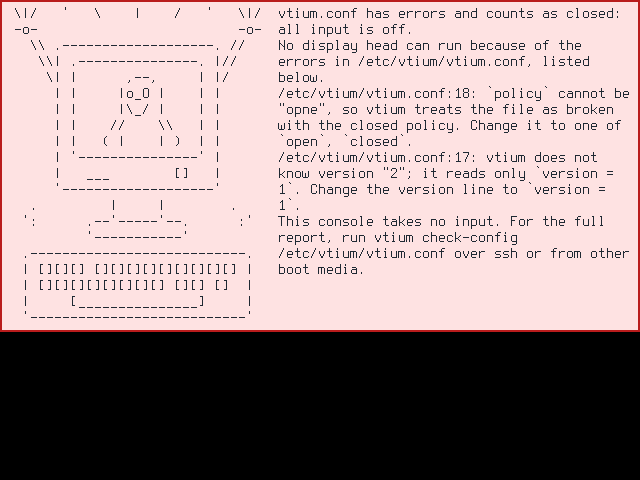 vtium.conf has errors and counts as closed:
all input is off.
No display head can run because of the
errors in /etc/vtium/vtium.conf, listed
below.
/etc/vtium/vtium.conf:18: `policy` cannot be
"opne", so vtium treats the file as broken
with the closed policy. Change it to one of
`open`, `closed`.
/etc/vtium/vtium.conf:17: vtium does not
know version "2"; it reads only `version =
1`. Change the version line to `version =
1`.
This console takes no input. For the full
report, run vtium check-config
/etc/vtium/vtium.conf over ssh or from other
boot media.